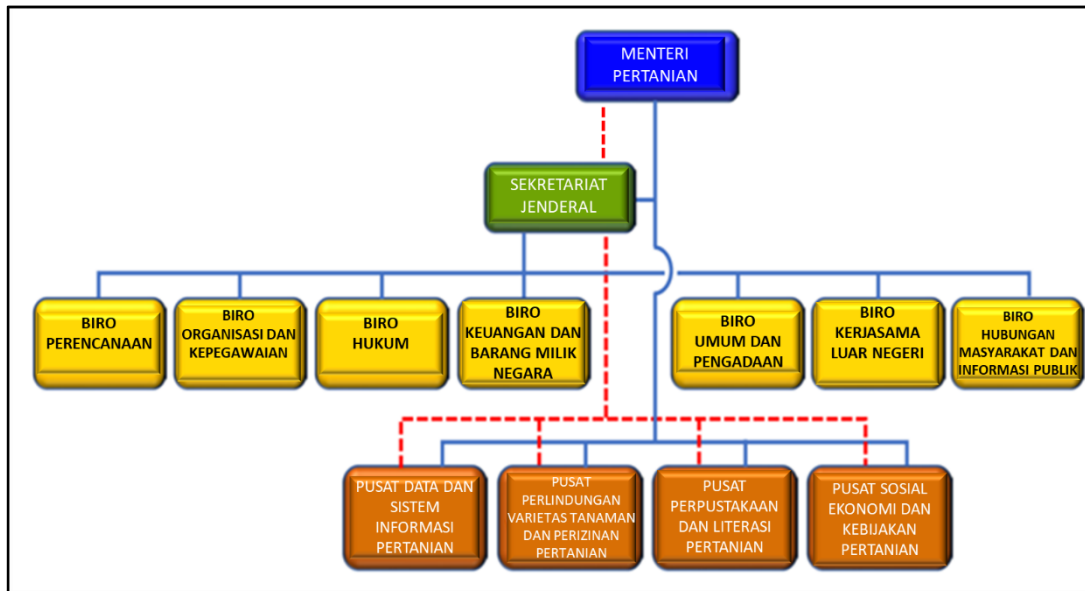 MENTERI
PERTANIAN
SEKRETARIAT
JENDERAL
BIRO
PERENCANAAN
BIRO
ORGANISASI DAN
KEPEGAWAIAN
BIRO
HUKUM
BIRO
KEUANGAN DAN
BARANG MILIK
NEGARA
BIRO
UMUM DAN
PENGADAAN
BIRO
KERJASAMA
LUAR NEGERI
BIRO
HUBUNGAN
MASYARAKAT DAN
INFORMASI PUBLIK
PUSAT DATA DAN
SISTEM
INFORMASI
PERTANIAN
PUSAT
PERLINDUNGAN
VARIETAS TANAMAN
DAN PERIZINAN
PERTANIAN
PUSAT
PERPUSTAKAAN
DAN LITERASI
PERTANIAN
PUSAT SOSIAL
EKONOMI DAN
KEBIJAKAN
PERTANIAN